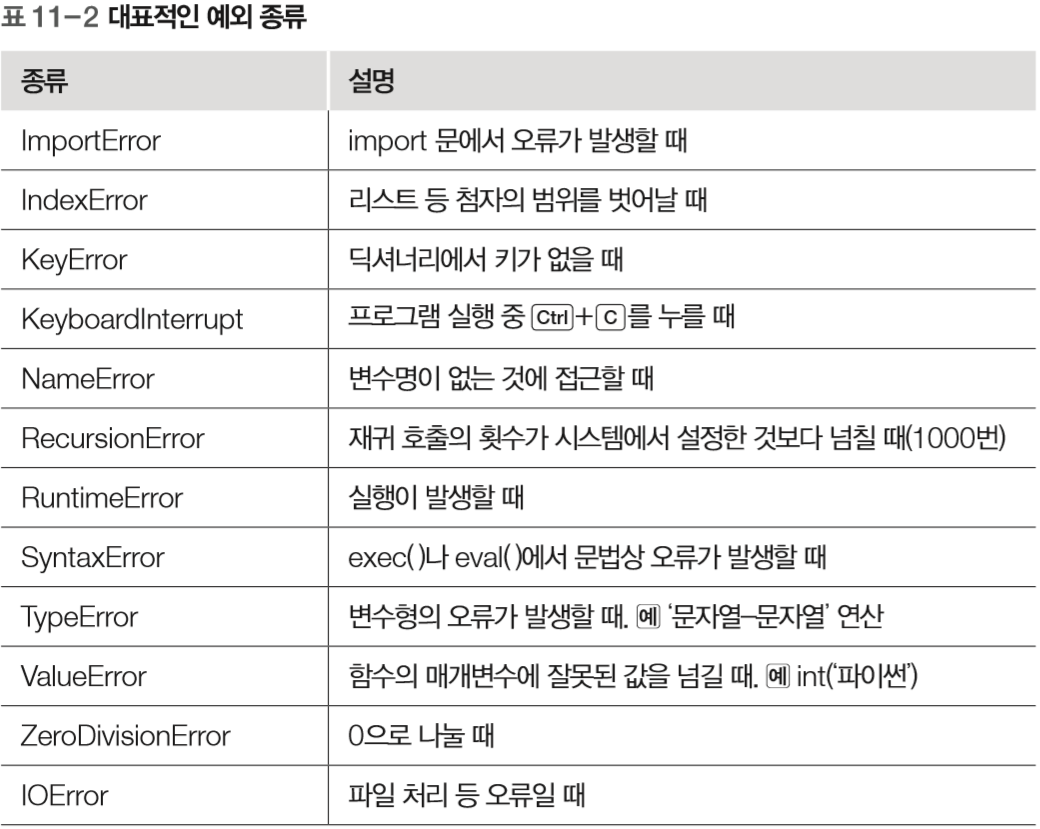 표 11-2 대표적인 예외 종류
종류 설명
ImportError import 문에서 오류가 발생할 때
IndexError 리스트 등 첨자의 범위를 벗어날 때
KeyError 딕셔너리에서 키가 없을 때
KeyboardInterrupt 프로그램 실행 중 Ctrl+C를 누를 때
NameError 변수명이 없는 것에 접근할 때
RecursionError 재귀 호출의 횟수가 시스템에서 설정한 것보다 넘칠 때(1000번)
RuntimeError 실행이 발생할 때
SyntaxError exec( )나 eval( )에서 문법상 오류가 발생할 때
TypeError 변수형의 오류가 발생할 때. 예 ‘문자열–문자열’ 연산
ValueError 함수의 매개변수에 잘못된 값을 넘길 때. 예 int(‘파이썬’)
ZeroDivisionError 0으로 나눌 때
IOError 파일 처리 등 오류일 때